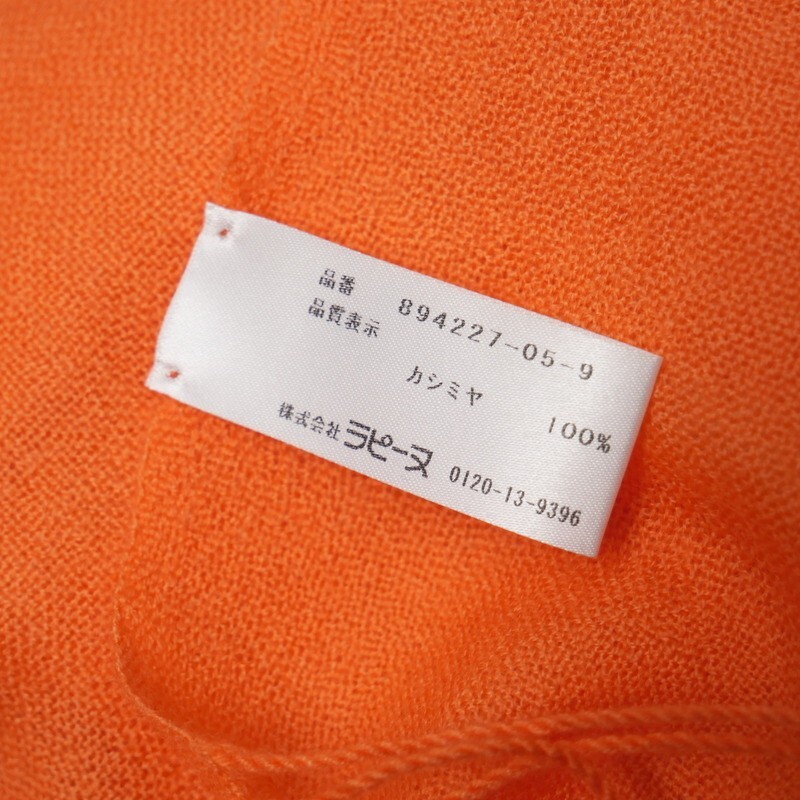 品番 894227-05-9
品質表示
カシミヤ 100%
株式会社 ラピーヌ 0120-13-9396